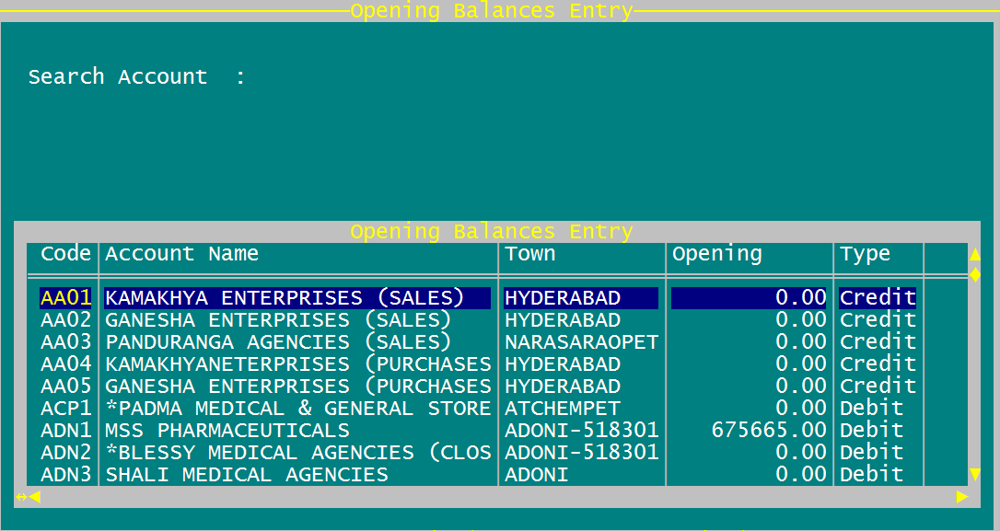 Opening Balances Entry
Search Account :
Opening Balances Entry
Code Account Name Town Opening Type
AA01 KAMAKHYA ENTERPRISES (SALES) HYDERABAD 0.00 Credit
AA02 GANESHA ENTERPRISES (SALES) HYDERABAD 0.00 Credit
AA03 PANDURANGA AGENCIES (SALES) NARASARAOPET 0.00 Credit
AA04 KAMAKHYANETERPRISES (PURCHASES HYDERABAD 0.00 Credit
AA05 GANESHA ENTERPRISES (PURCHASES HYDERABAD 0.00 Credit
ACP1 *PADMA MEDICAL & GENERAL STORE ATCHEMPET 0.00 Debit
ADN1 MSS PHARMACEUTICALS ADONI-518301 675665.00 Debit
ADN2 *BLESSY MEDICAL AGENCIES (CLOS ADONI-518301 0.00 Debit
ADN3 SHALI MEDICAL AGENCIES ADONI 0.00 Debit